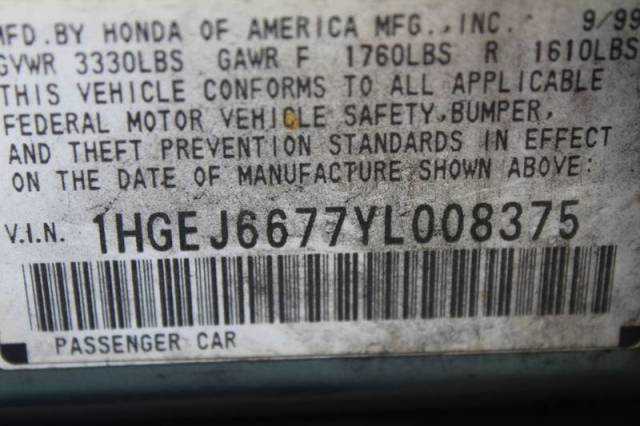 MFD.BY HONDA OF AMERICA MFG.,INC. 9/99
GVWR 3330LBS GAWR F 1760LBS R 1610LBS
THIS VEHICLE CONFORMS TO ALL APPLICABLE
FEDERAL MOTOR VEHICLE SAFETY,BUMPER,
AND THEFT PREVENTION STANDARDS IN EFFECT
ON THE DATE OF MANUFACTURE SHOWN ABOVE:
V.I.N. 1HGEJ6677YL008375
PASSENGER CAR